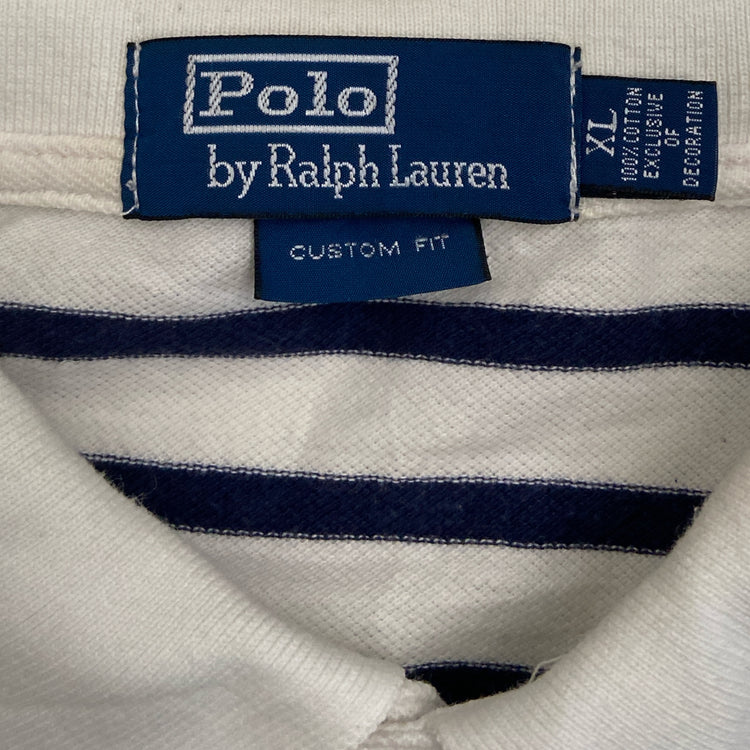 Polo
by Ralph Lauren
CUSTOM FIT
XL
100% COTTON
EXCLUSIVE
OF
DECORATION